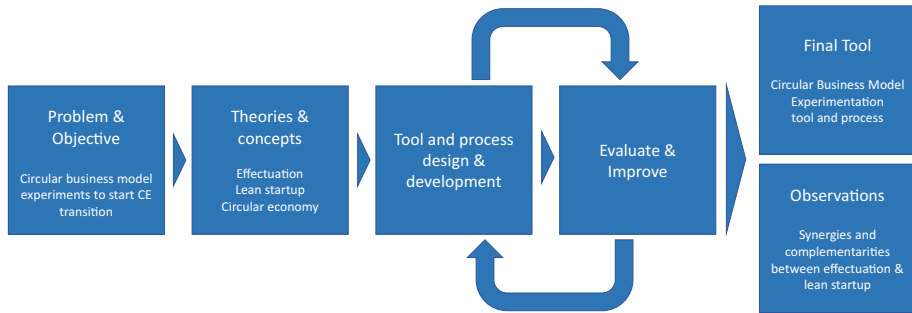 Problem &
Objective
Circular business model
experiments to start CE
transition
Theories &
concepts
Effectuation
Lean startup
Circular economy
Tool and process
design &
development
Evaluate &
Improve
Final Tool
Circular Business Model
Experimentation
tool and process
Observations
Synergies and
complementarities
between effectuation &
lean startup